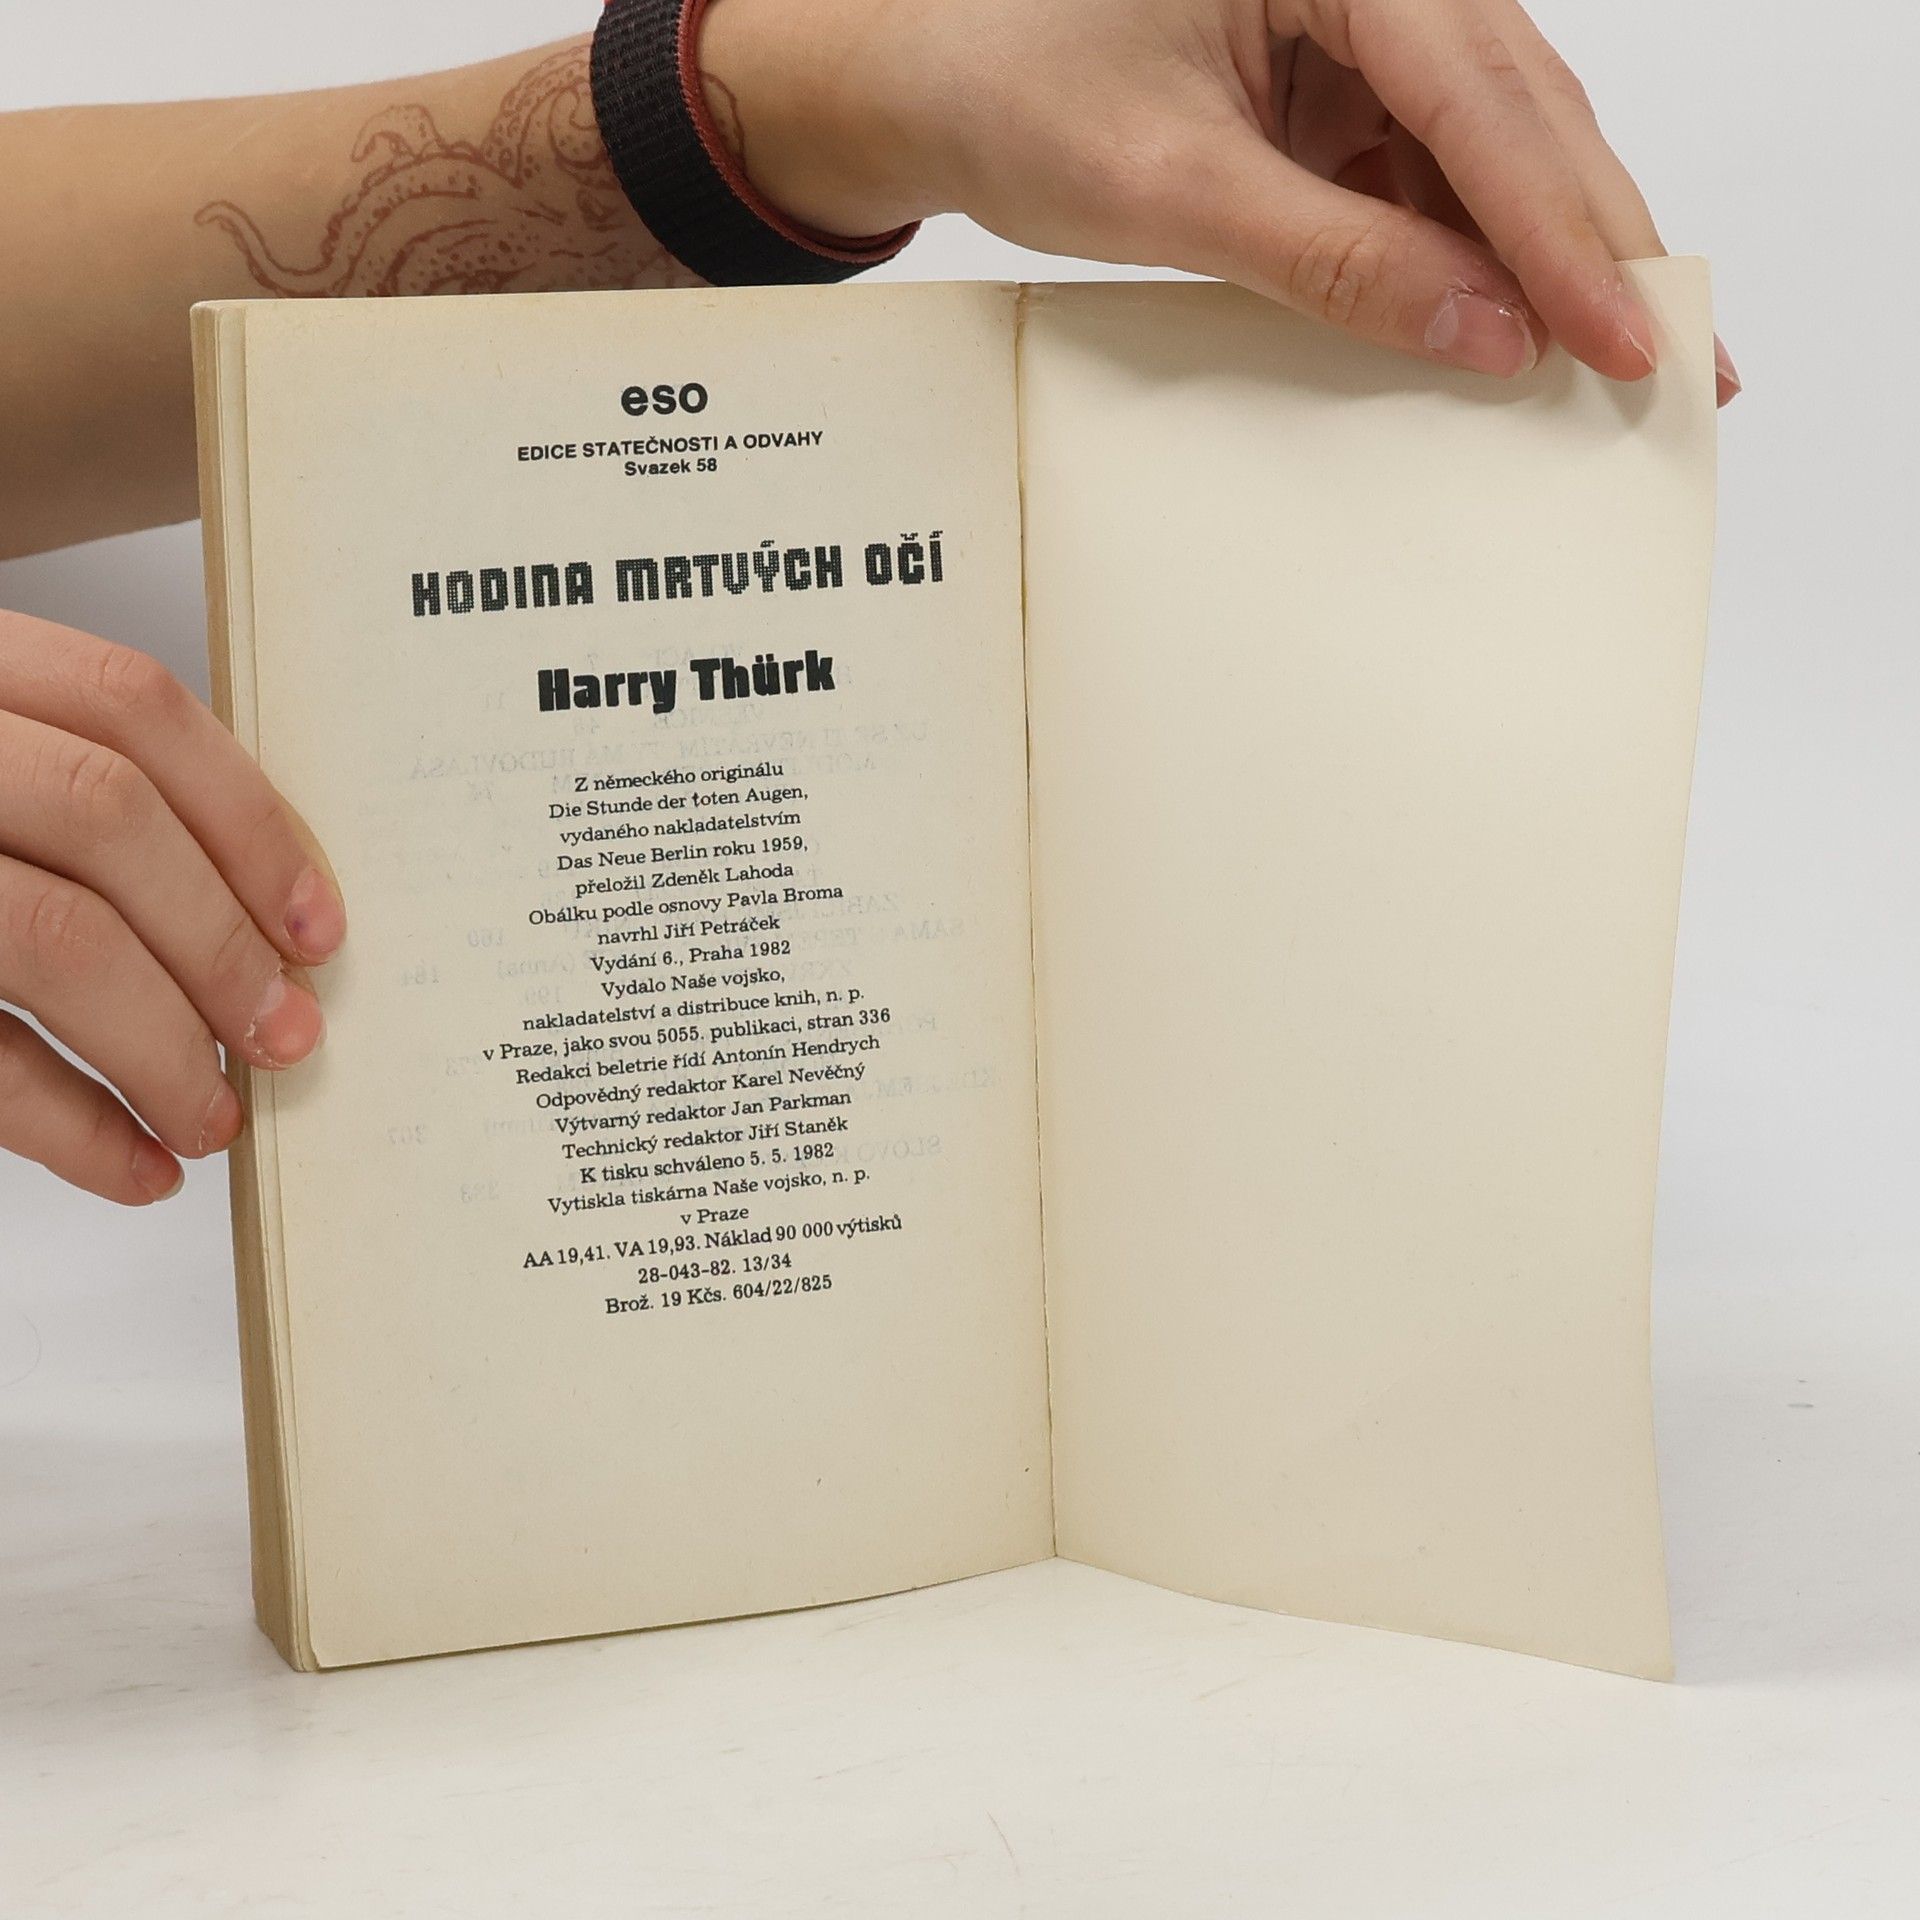 eso
EDICE STATEČNOSTI A ODVAHY
Svazek 58
HODINA MRTVÝCH OČÍ
Harry Thürk
Z německého originálu
Die Stunde der toten Augen,
vydaného nakladatelstvím
Das Neue Berlin roku 1959,
přeložil Zdeněk Lahoda
Obálku podle osnovy Pavla Broma
navrhl Jiří Petráček
Vydání 6., Praha 1982
Vydalo Naše vojsko,
nakladatelství a distribuce knih, n. p.
v Praze, jako svou 5055. publikaci, stran 336
Redakci beletrie řídí Antonín Hendrych
Odpovědný redaktor Karel Nevěčný
Výtvarný redaktor Jan Parkman
Technický redaktor Jiří Staněk
K tisku schváleno 5. 5. 1982
Vytiskla tiskárna Naše vojsko, n. p.
v Praze
AA 19,41. VA 19,93. Náklad 90 000 výtisků
28-043-82. 13/34
Brož. 19 Kčs. 604/22/825